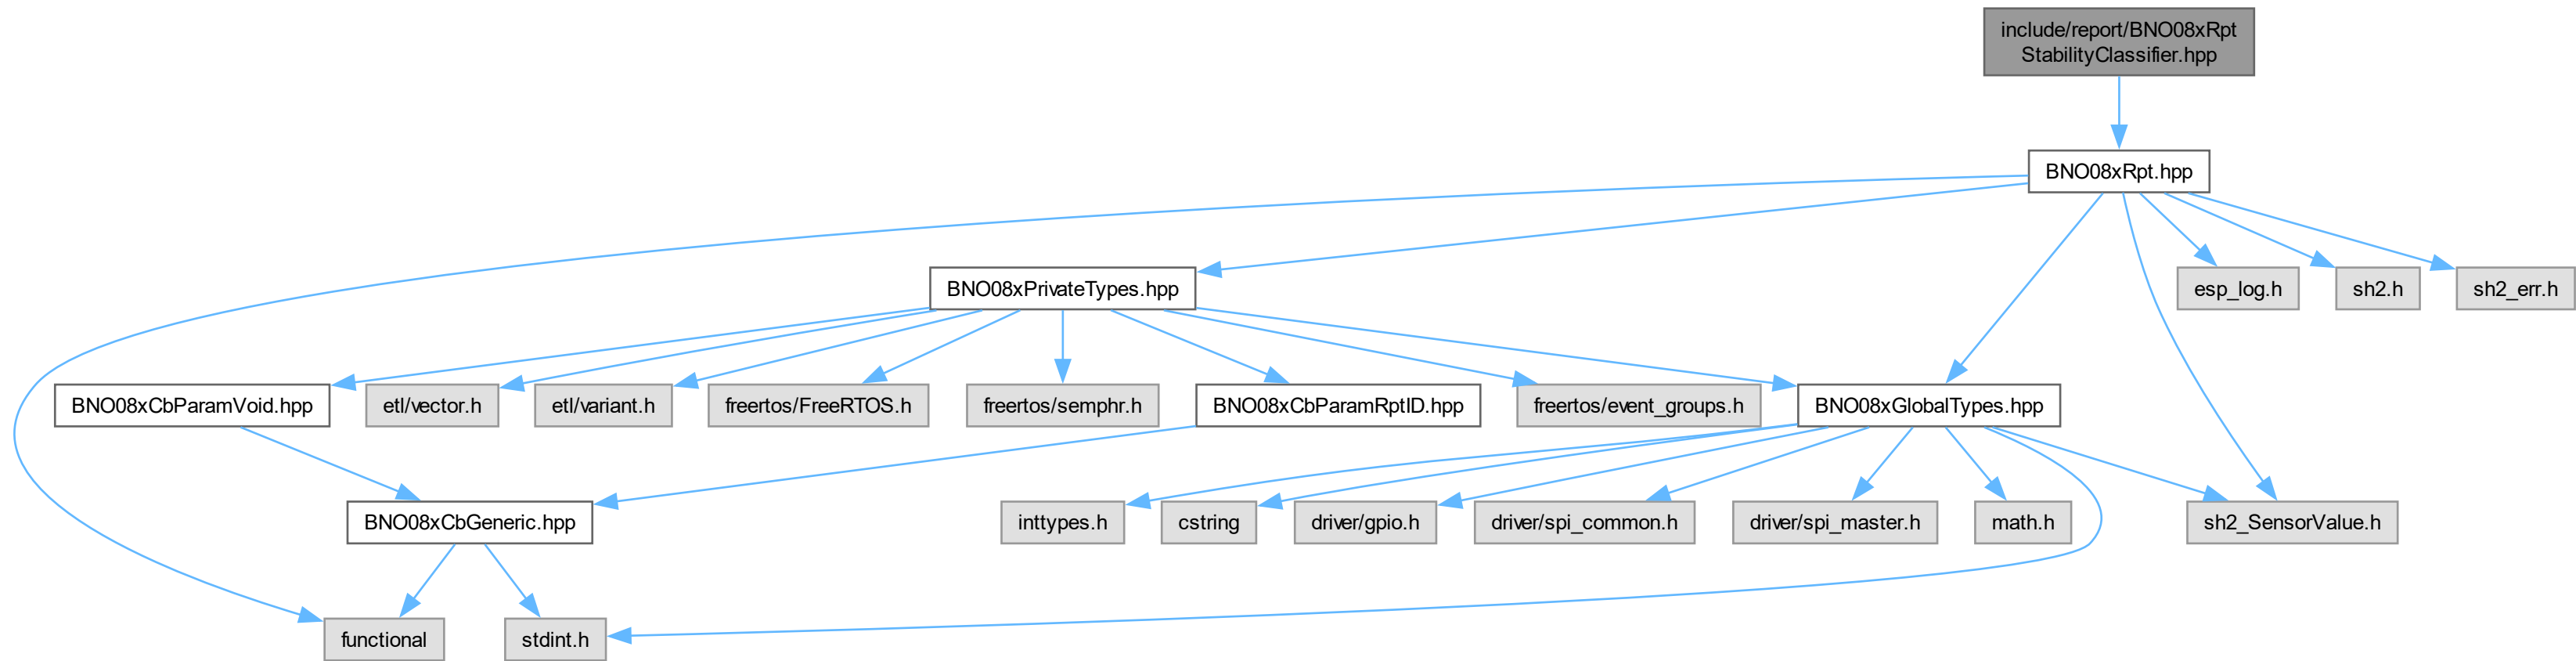 include/report/BNO08xRpt
StabilityClassifier.hpp
BNO08xRpt.hpp
BNO08xPrivateTypes.hpp
esp_log.h
sh2.h
sh2_err.h
BNO08xCbParamVoid.hpp
etl/vector.h
etl/variant.h
freertos/FreeRTOS.h
freertos/semphr.h
BNO08xCbParamRptID.hpp
freertos/event_groups.h
BNO08xGlobalTypes.hpp
BNO08xCbGeneric.hpp
inttypes.h
cstring
driver/gpio.h
driver/spi_common.h
driver/spi_master.h
math.h
sh2_SensorValue.h
functional
stdint.h